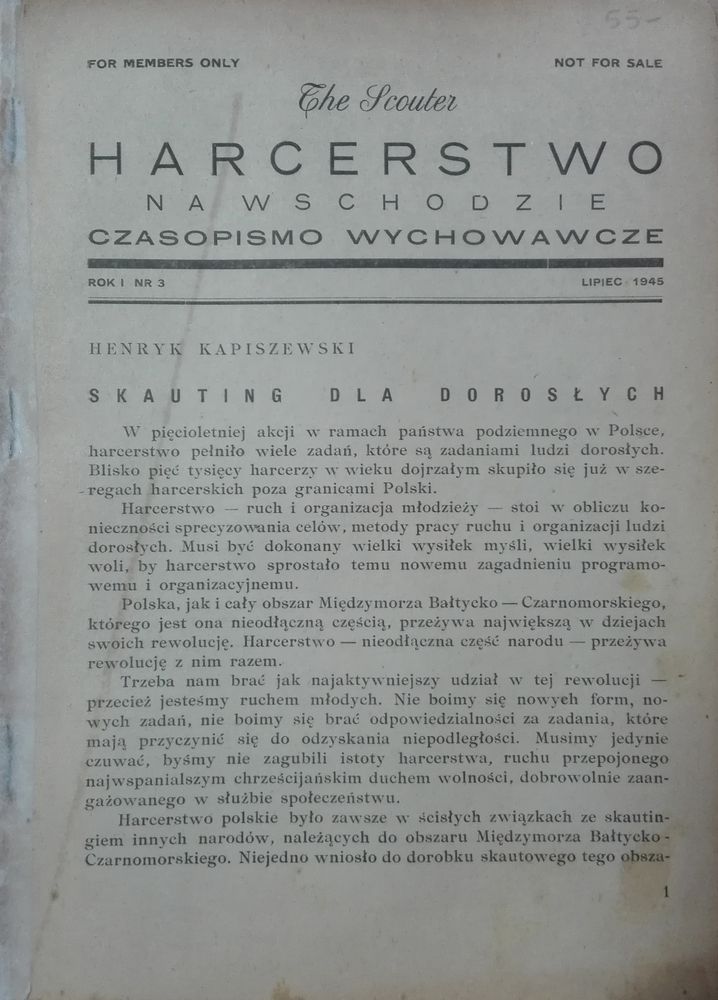 55-
FOR MEMBERS ONLY NOT FOR SALE
The Scouter
HARCERSTWO
NA WSCHODZIE
CZASOPISMO WYCHOWAWCZE
ROK I NR 3 LIPIEC 1945
HENRYK KAPISZEWSKI
SKAUTING DLA DOROSŁYCH
W pięcioletniej akcji w ramach państwa podziemnego w Polsce,
harcerstwo pełniło wiele zadań, które są zadaniami ludzi dorosłych.
Blisko pięć tysięcy harcerzy w wieku dojrzałym skupiło się już w sze-
regach harcerskich poza granicami Polski.
Harcerstwo — ruch i organizacja młodzieży — stoi w obliczu ko-
nieczności sprecyzowania celów, metody pracy ruchu i organizacji ludzi
dorosłych. Musi być dokonany wielki wysiłek myśli, wielki wysiłek
woli, by harcerstwo sprostało temu nowemu zagadnieniu programo-
wemu i organizacyjnemu.
Polska, jak i cały obszar Międzymorza Bałtycko — Czarnomorskiego,
którego jest ona nieodłączną częścią, przeżywa największą w dziejach
swoich rewolucję. Harcerstwo — nieodłączna część narodu — przeżywa
rewolucję z nim razem.
Trzeba nam brać jak najaktywniejszy udział w tej rewolucji —
przecież jesteśmy ruchem młodych. Nie boimy się nowych form, no-
wych zadań, nie boimy się brać odpowiedzialności za zadania, które
mają przyczynić się do odzyskania niepodległości. Musimy jedynie
czuwać, byśmy nie zagubili istoty harcerstwa, ruchu przepojonego
najwspanialszym chrześcijańskim duchem wolności, dobrowolnie zaan-
gażowanego w służbie społeczeństwu.
Harcerstwo polskie było zawsze w ścisłych związkach ze skautin-
giem innych narodów, należących do obszaru Międzymorza Bałtycko -
Czarnomorskiego. Niejedno wniosło do dorobku skautowego tego obsza-
1